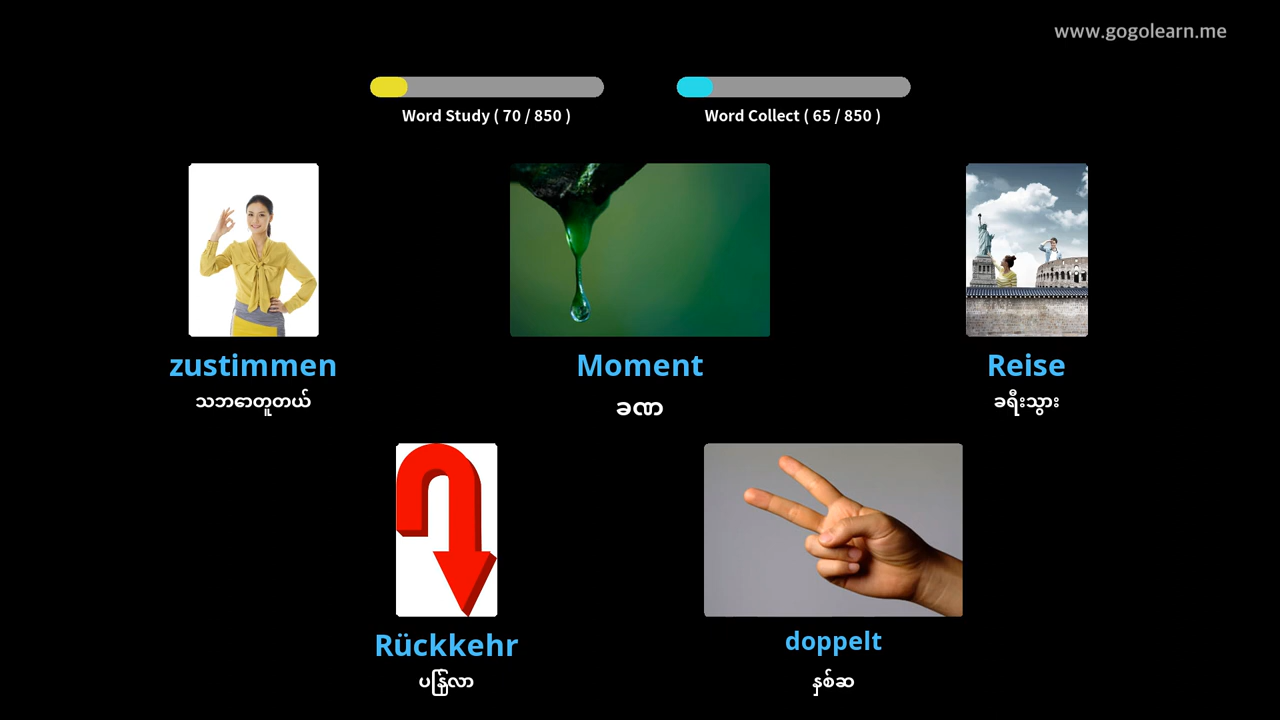 www.gogolearn.me
Word Study ( 70 / 850 )
Word Collect ( 65 / 850 )
zustimmen
သဘောတူတယ်
Moment
ခဏ
Reise
ခရီးသွား
Rückkehr
ပြန်လာ
doppelt
နှစ်ဆ